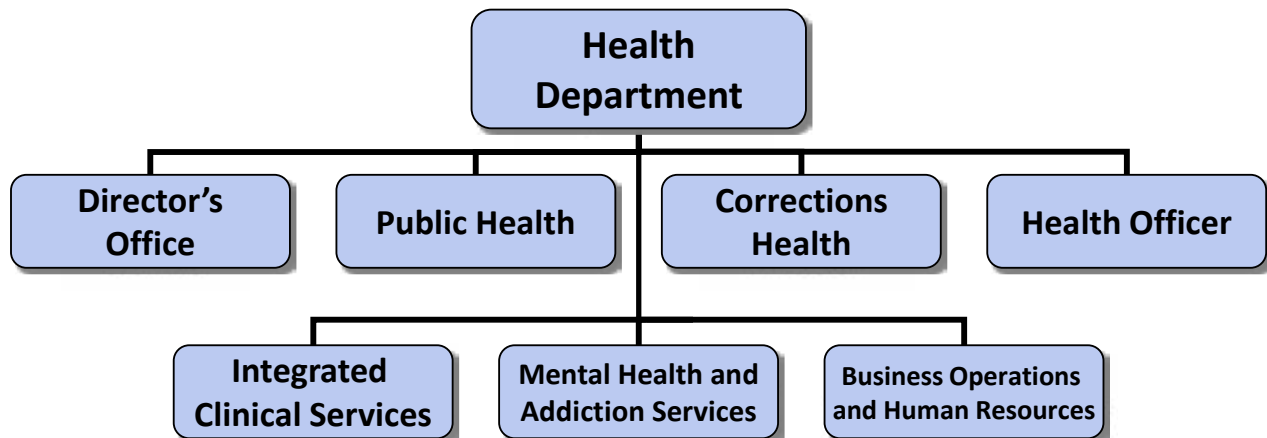 Health
Department
Director’s
Office
Public Health
Corrections
Health
Health Officer
Integrated
Clinical Services
Mental Health and
Addiction Services
Business Operations
and Human Resources